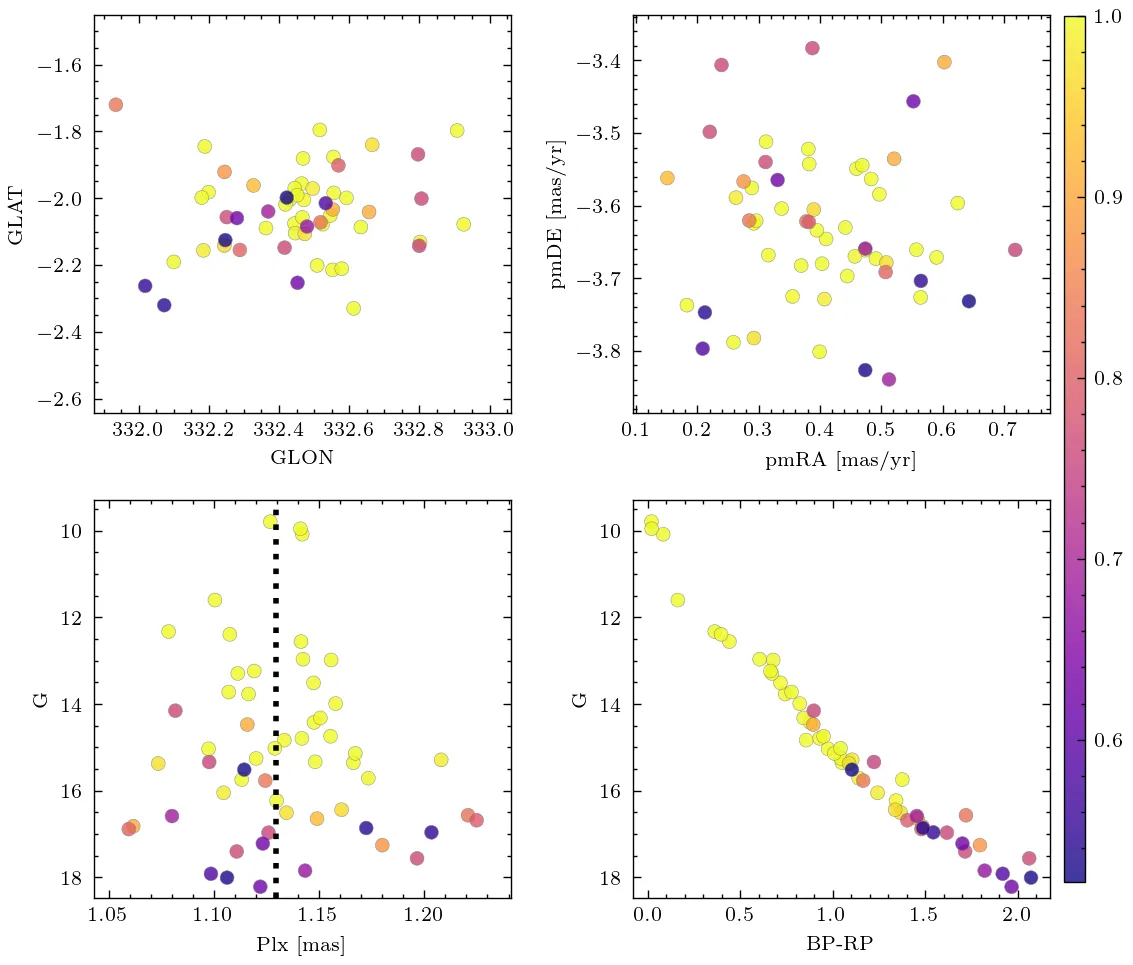 −1.6
−1.8
−2.0
−2.2
−2.4
−2.6
GLAT
332.0 332.2 332.4 332.6 332.8 333.0
GLON
−3.4
−3.5
−3.6
−3.7
−3.8
pmDE [mas/yr]
0.1 0.2 0.3 0.4 0.5 0.6 0.7
pmRA [mas/yr]
1.0
0.9
0.8
0.7
0.6
10
12
14
16
18
G
1.05 1.10 1.15 1.20
Plx [mas]
10
12
14
16
18
G
0.0 0.5 1.0 1.5 2.0
BP-RP